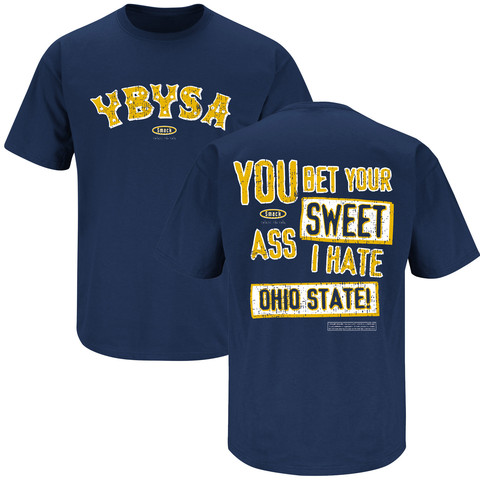 YBYSA
Smack
YOU BET YOUR
Smack
SWEET
ASS
I HATE
OHIO STATE!